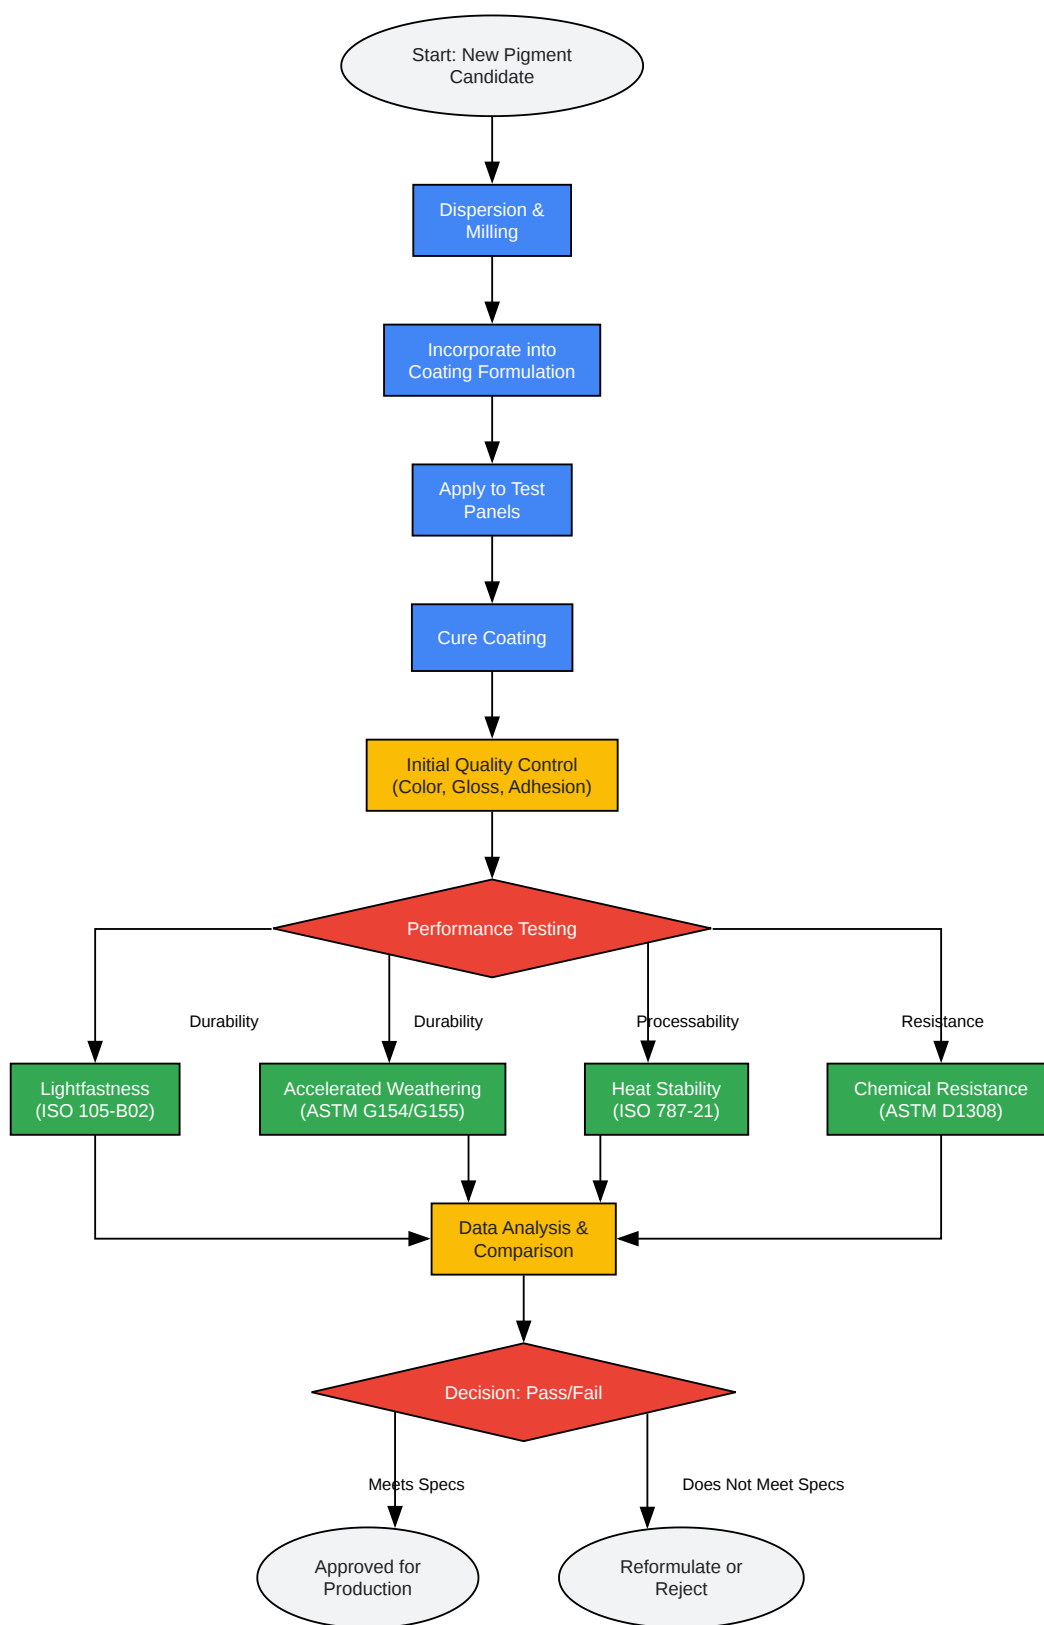 Start: New Pigment
Candidate
Dispersion &
Milling
Incorporate into
Coating Formulation
Apply to Test
Panels
Cure Coating
Initial Quality Control
(Color, Gloss, Adhesion)
Performance Testing
Durability
Durability
Processability
Resistance
Lightfastness
(ISO 105-B02)
Accelerated Weathering
(ASTM G154/G155)
Heat Stability
(ISO 787-21)
Chemical Resistance
(ASTM D1308)
Data Analysis &
Comparison
Decision: Pass/Fail
Meets Specs
Does Not Meet Specs
Approved for
Production
Reformulate or
Reject